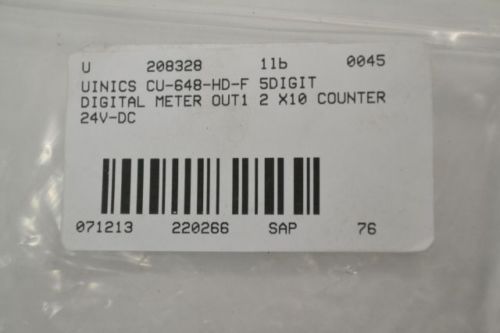 U 208328 1lb 0045
UINICS CU-648-HD-F 5DIGIT
DIGITAL METER OUT1 2 X10 COUNTER
24V-DC
071213 220266 SAP 76